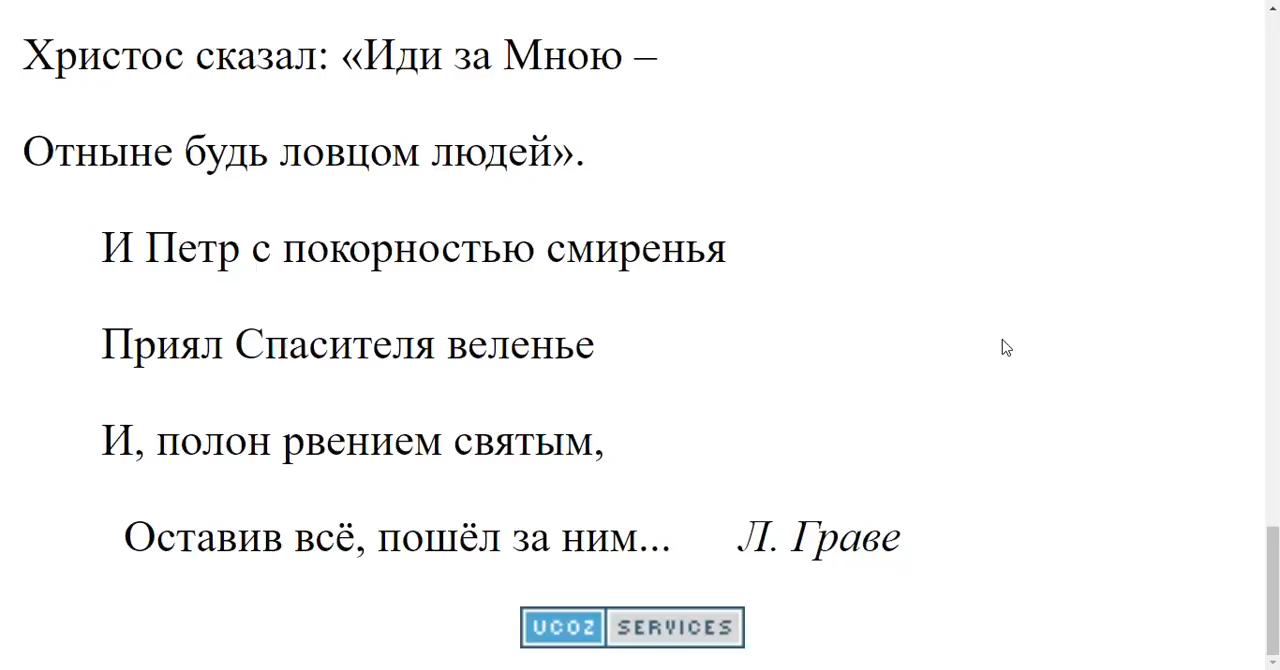 Христос сказал: «Иди за Мною –
Отныне будь ловцом людей».
И Петр с покорностью смиренья
Приял Спасителя веленье
И, полон рвением святым,
Оставив всё, пошёл за ним... Л. Граве
UCOZ SERVICES